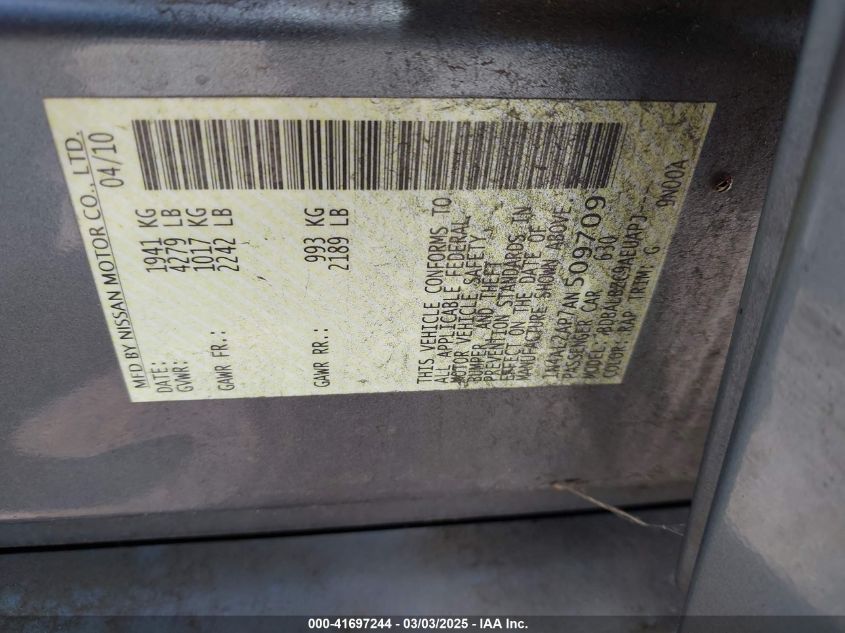 MFD BY NISSAN MOTOR CO., LTD.
DATE: 04/10
GVWR: 1941 KG
4279 LB
GAWR FR.: 1017 KG
2242 LB
GAWR RR.: 993 KG
2189 LB
THIS VEHICLE CONFORMS TO
ALL APPLICABLE FEDERAL
MOTOR VEHICLE SAFETY,
BUMPER, AND THEFT
PREVENTION STANDARDS IN
EFFECT ON THE DATE OF
MANUFACTURE SHOWN ABOVE.
509709
PASSENGER CAR G30
MODEL:
COLOR: RAP TRIM: G 9N00A
000-41697244 - 03/03/2025 - IAA Inc.